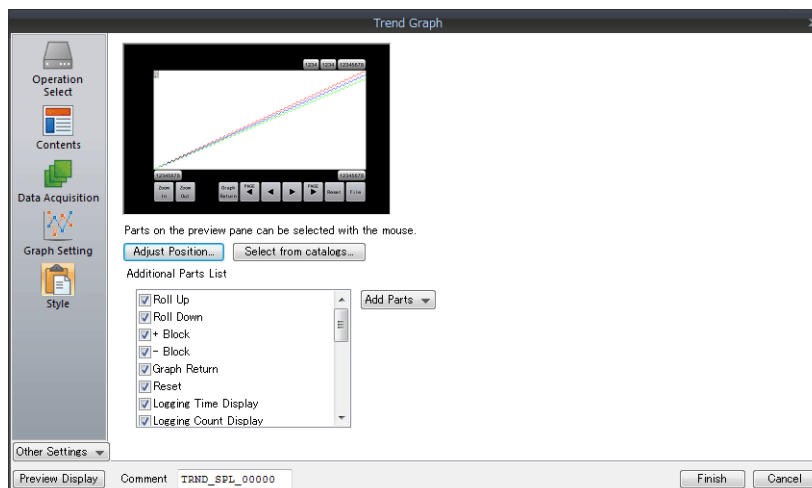 Trend Graph
Operation
Select
Contents
Data Acquisition
Graph Setting
Style
1234 1234 12345678
12345678 12345678
Zoom
In
Zoom
Out
Graph
Return
PAGE
PAGE
Reset
File
Parts on the preview pane can be selected with the mouse.
Adjust Position... Select from catalogs...
Additional Parts List
Roll Up
Roll Down
+ Block
- Block
Graph Return
Reset
Logging Time Display
Logging Count Display
Add Parts
Other Settings
Preview Display Comment TRND_SPL_00000 Finish Cancel